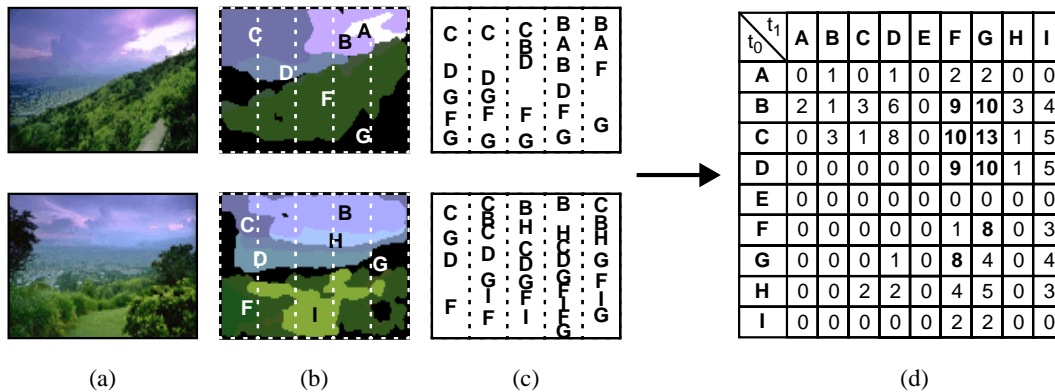 C B A
D
F
G
C C C B B
B A A
D D D B F
G G D
F F F F G
G G G G
C C B B C
B H B
G C H H
D D C C G
G D D
F I G G F
F F F I
I I F G
G
C B
H
D G
F I
t1
t0
A B C D E F G H I
A 0 1 0 1 0 2 2 0 0
B 2 1 3 6 0 9 10 3 4
C 0 3 1 8 0 10 13 1 5
D 0 0 0 0 0 9 10 1 5
E 0 0 0 0 0 0 0 0 0
F 0 0 0 0 0 1 8 0 3
G 0 0 0 1 0 8 4 0 4
H 0 0 2 2 0 4 5 0 3
I 0 0 0 0 0 2 2 0 0
(a) (b) (c) (d)